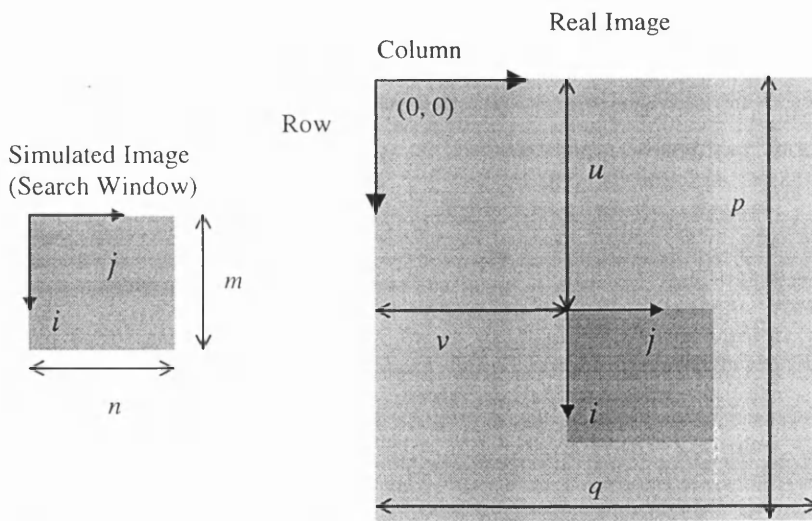 Real Image
Column
(0, 0)
Row
Simulated Image
(Search Window)
u
p
j
m
i
v
j
n
i
q